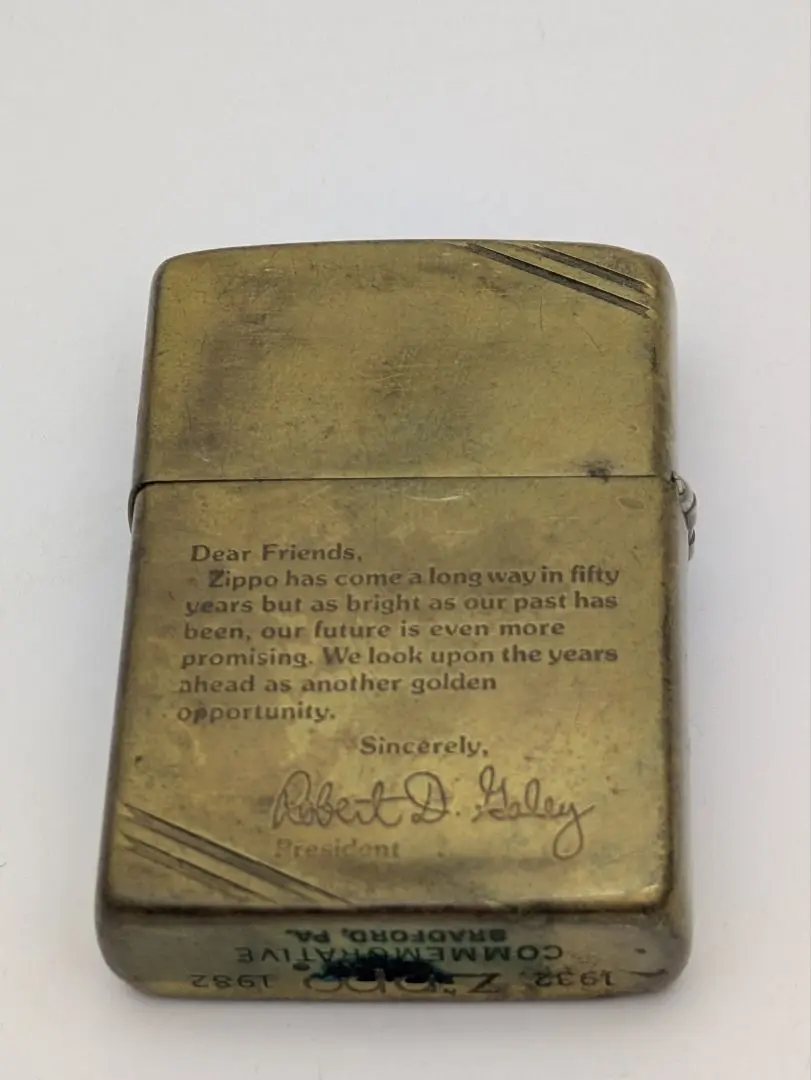 Dear Friends,
Zippo has come a long way in fifty
years but as bright as our past has
been, our future is even more
promising. We look upon the years
ahead as another golden
opportunity.
Sincerely,
Robert D. Galey
President
1932 Zippo 1982
COMMEMORATIVE
BRADFORD, PA.